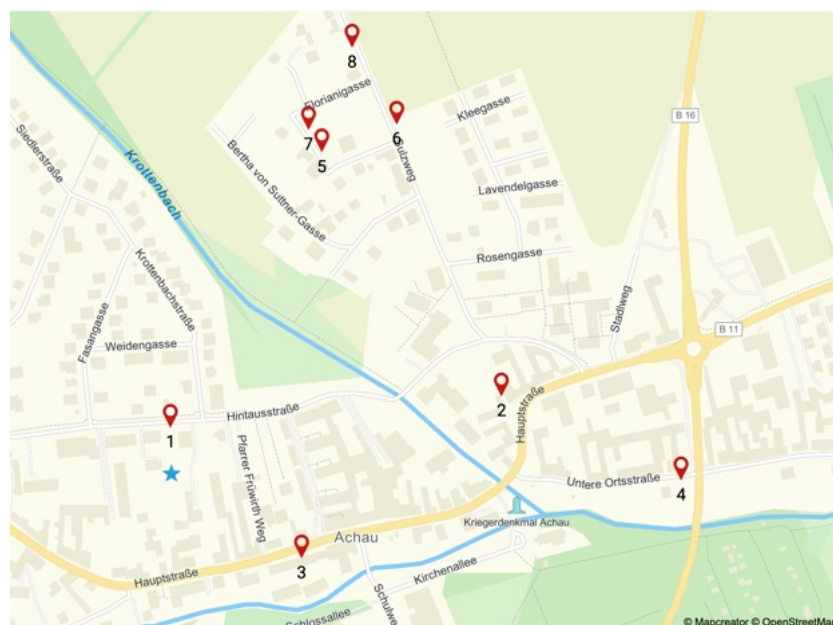 8
Florianigasse
B 16
Kleegasse
7
6
5
Siedlerstraße
Krottenbach
Bertha von Suttner-Gasse
Lavendelgasse
Rosengasse
Krottenbachstraße
Fasangasse
Weidengasse
Stadlweg
B 11
Hintausstraße
1
2
Hauptstraße
Pfarrer Früwirth Weg
Untere Ortsstraße
4
Kriegerdenkmal Achau
Achau
3
Hauptstraße
Kirchenallee
Schlossallee
© Mapcreator © OpenStreetMap